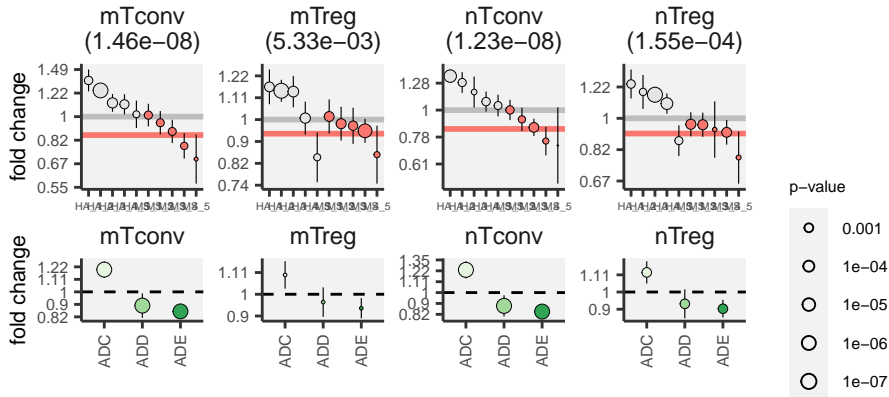 mTconv
(1.46e−08)
mTreg
(5.33e−03)
nTconv
(1.23e−08)
nTreg
(1.55e−04)
fold change
1.49
1.22
1
0.82
0.67
0.55
1.22
1.11
1
0.9
0.82
0.74
1.28
1
0.78
0.61
1.22
1
0.82
0.67
mTconv
mTreg
nTconv
nTreg
fold change
1.22
1.11
1
0.9
0.82
1.11
1
0.9
1.35
1.22
1.11
1
0.9
0.82
1.11
1
0.9
ADC
ADD
ADE
ADC
ADD
ADE
ADC
ADD
ADE
ADC
ADD
ADE
p−value
0.001
1e−04
1e−05
1e−06
1e−07